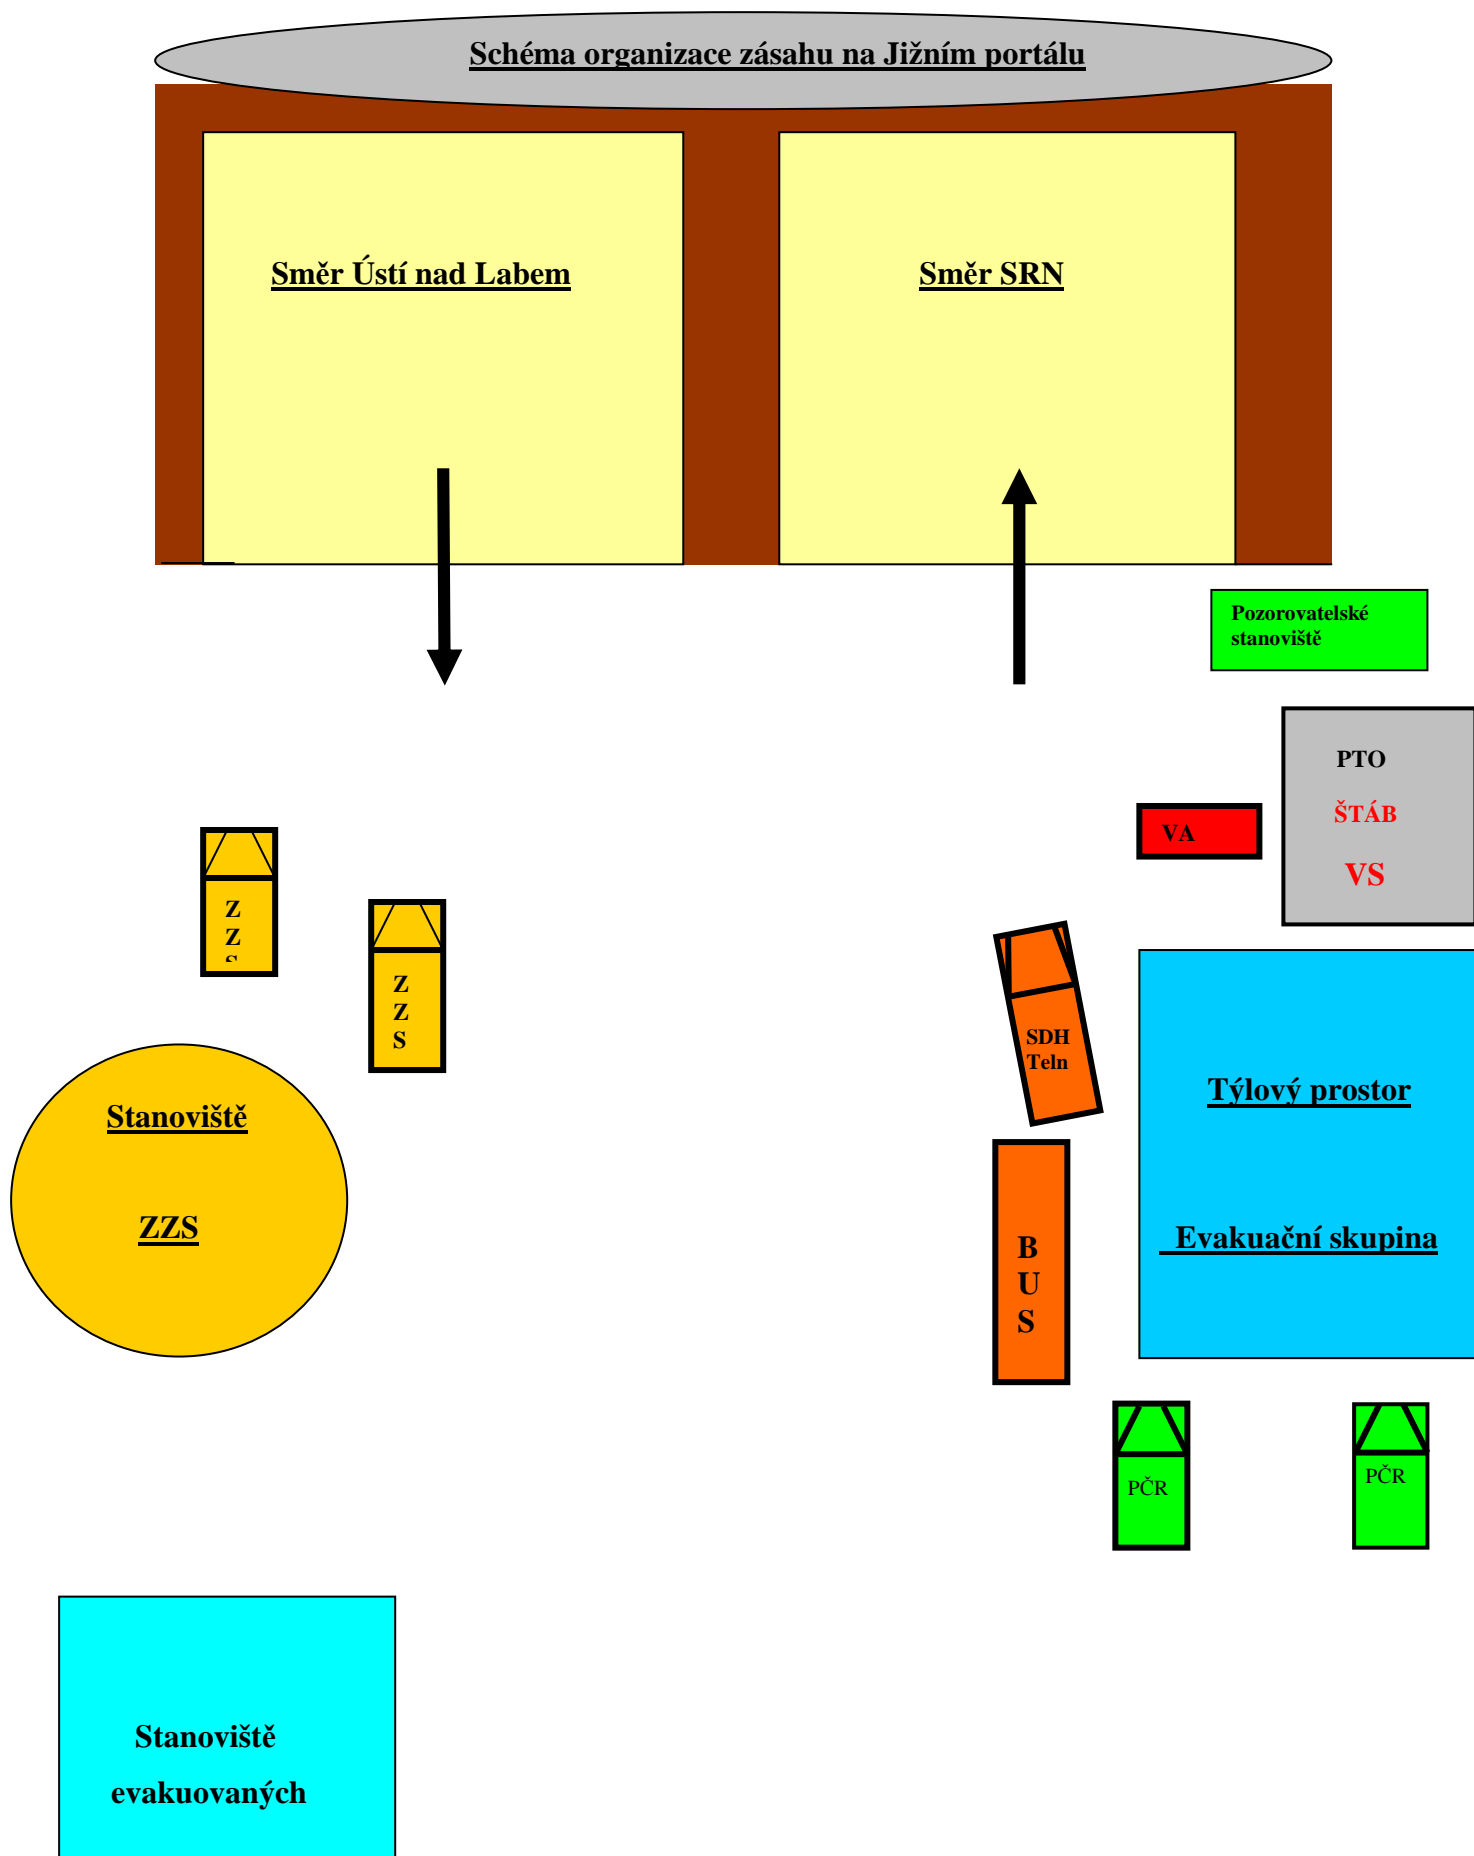 Schéma organizace zásahu na Jižním portálu
Směr Ústí nad Labem
Směr SRN
Pozorovatelské
stanoviště
PTO
ŠTÁB
VS
VA
Z
Z
S
Z
Z
S
SDH
Teln
Stanoviště
ZZS
Týlový prostor
Evakuační skupina
B
U
S
PČR
PČR
Stanoviště
evakuovaných